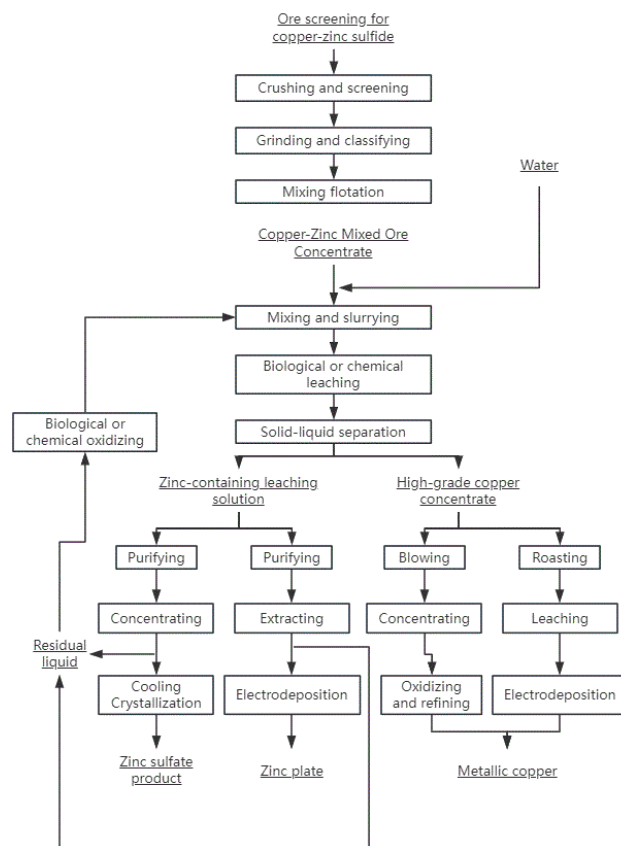 Ore screening for
copper-zinc sulfide
Crushing and screening
Grinding and classifying
Water
Mixing flotation
Copper-Zinc Mixed Ore
Concentrate
Mixing and slurrying
Biological or chemical
leaching
Biological or
chemical oxidizing
Solid-liquid separation
Zinc-containing leaching
solution
High-grade copper
concentrate
Purifying
Purifying
Blowing
Roasting
Concentrating
Extracting
Concentrating
Leaching
Residual
liquid
Cooling
Crystallization
Electrodeposition
Oxidizing
and refining
Electrodeposition
Zinc sulfate
product
Zinc plate
Metallic copper